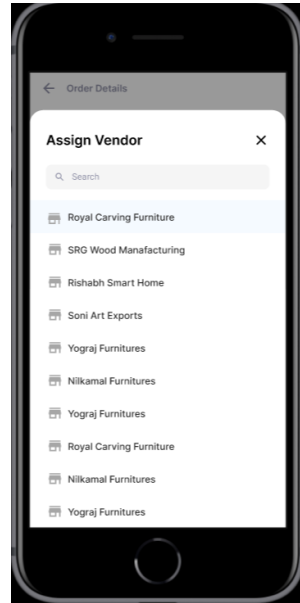 Order Details
Assign Vendor
Search
Royal Carving Furniture
SRG Wood Manafacturing
Rishabh Smart Home
Soni Art Exports
Yograj Furnitures
Nilkamal Furnitures
Yograj Furnitures
Royal Carving Furniture
Nilkamal Furnitures
Yograj Furnitures